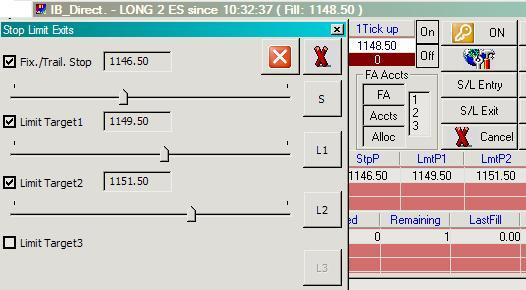 IB_Direct. - LONG 2 ES since 10:32:37 ( Fill: 1148.50 )
Stop Limit Exits
Fix./Trail. Stop 1146.50
S
Limit Target1 1149.50
L1
Limit Target2 1151.50
L2
Limit Target3
L3
1Tick up On ON
1148.50
0 Off
FA Accts
FA 1 S/L Entry
Accts 2 S/L Exit
Alloc 3 Cancel
StpP LmtP1 LmtP2
1146.50 1149.50 1151.50
ed Remaining LastFill
0 1 0.00